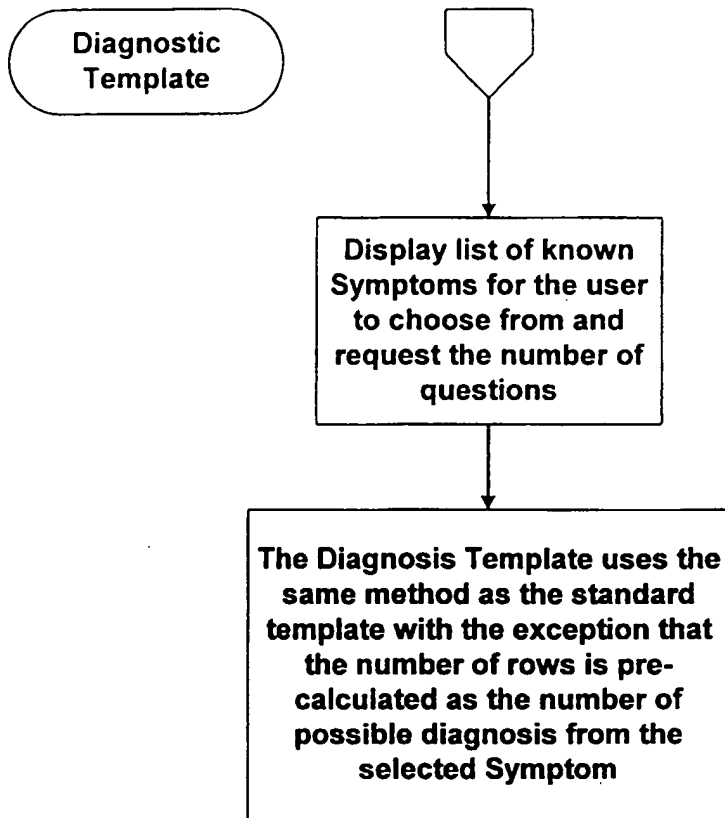 Diagnostic
Template
Display list of known
Symptoms for the user
to choose from and
request the number of
questions
The Diagnosis Template uses the
same method as the standard
template with the exception that
the number of rows is pre-
calculated as the number of
possible diagnosis from the
selected Symptom